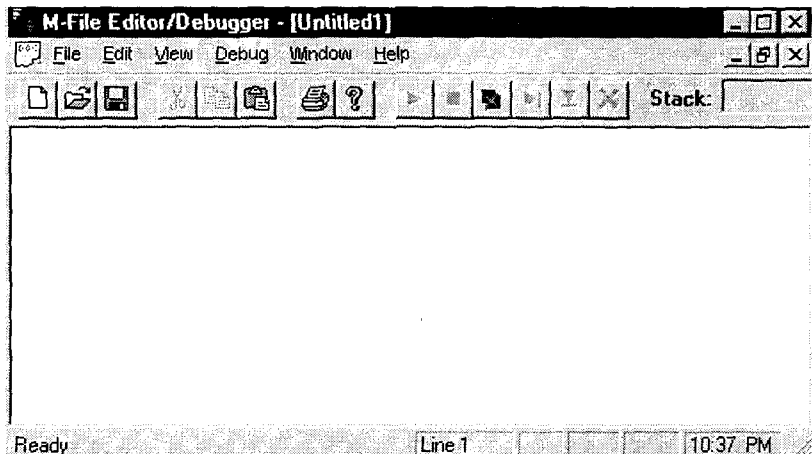 M-File Editor/Debugger - [Untitled1]
File Edit View Debug Window Help
Stack:
Ready Line 1 10:37 PM